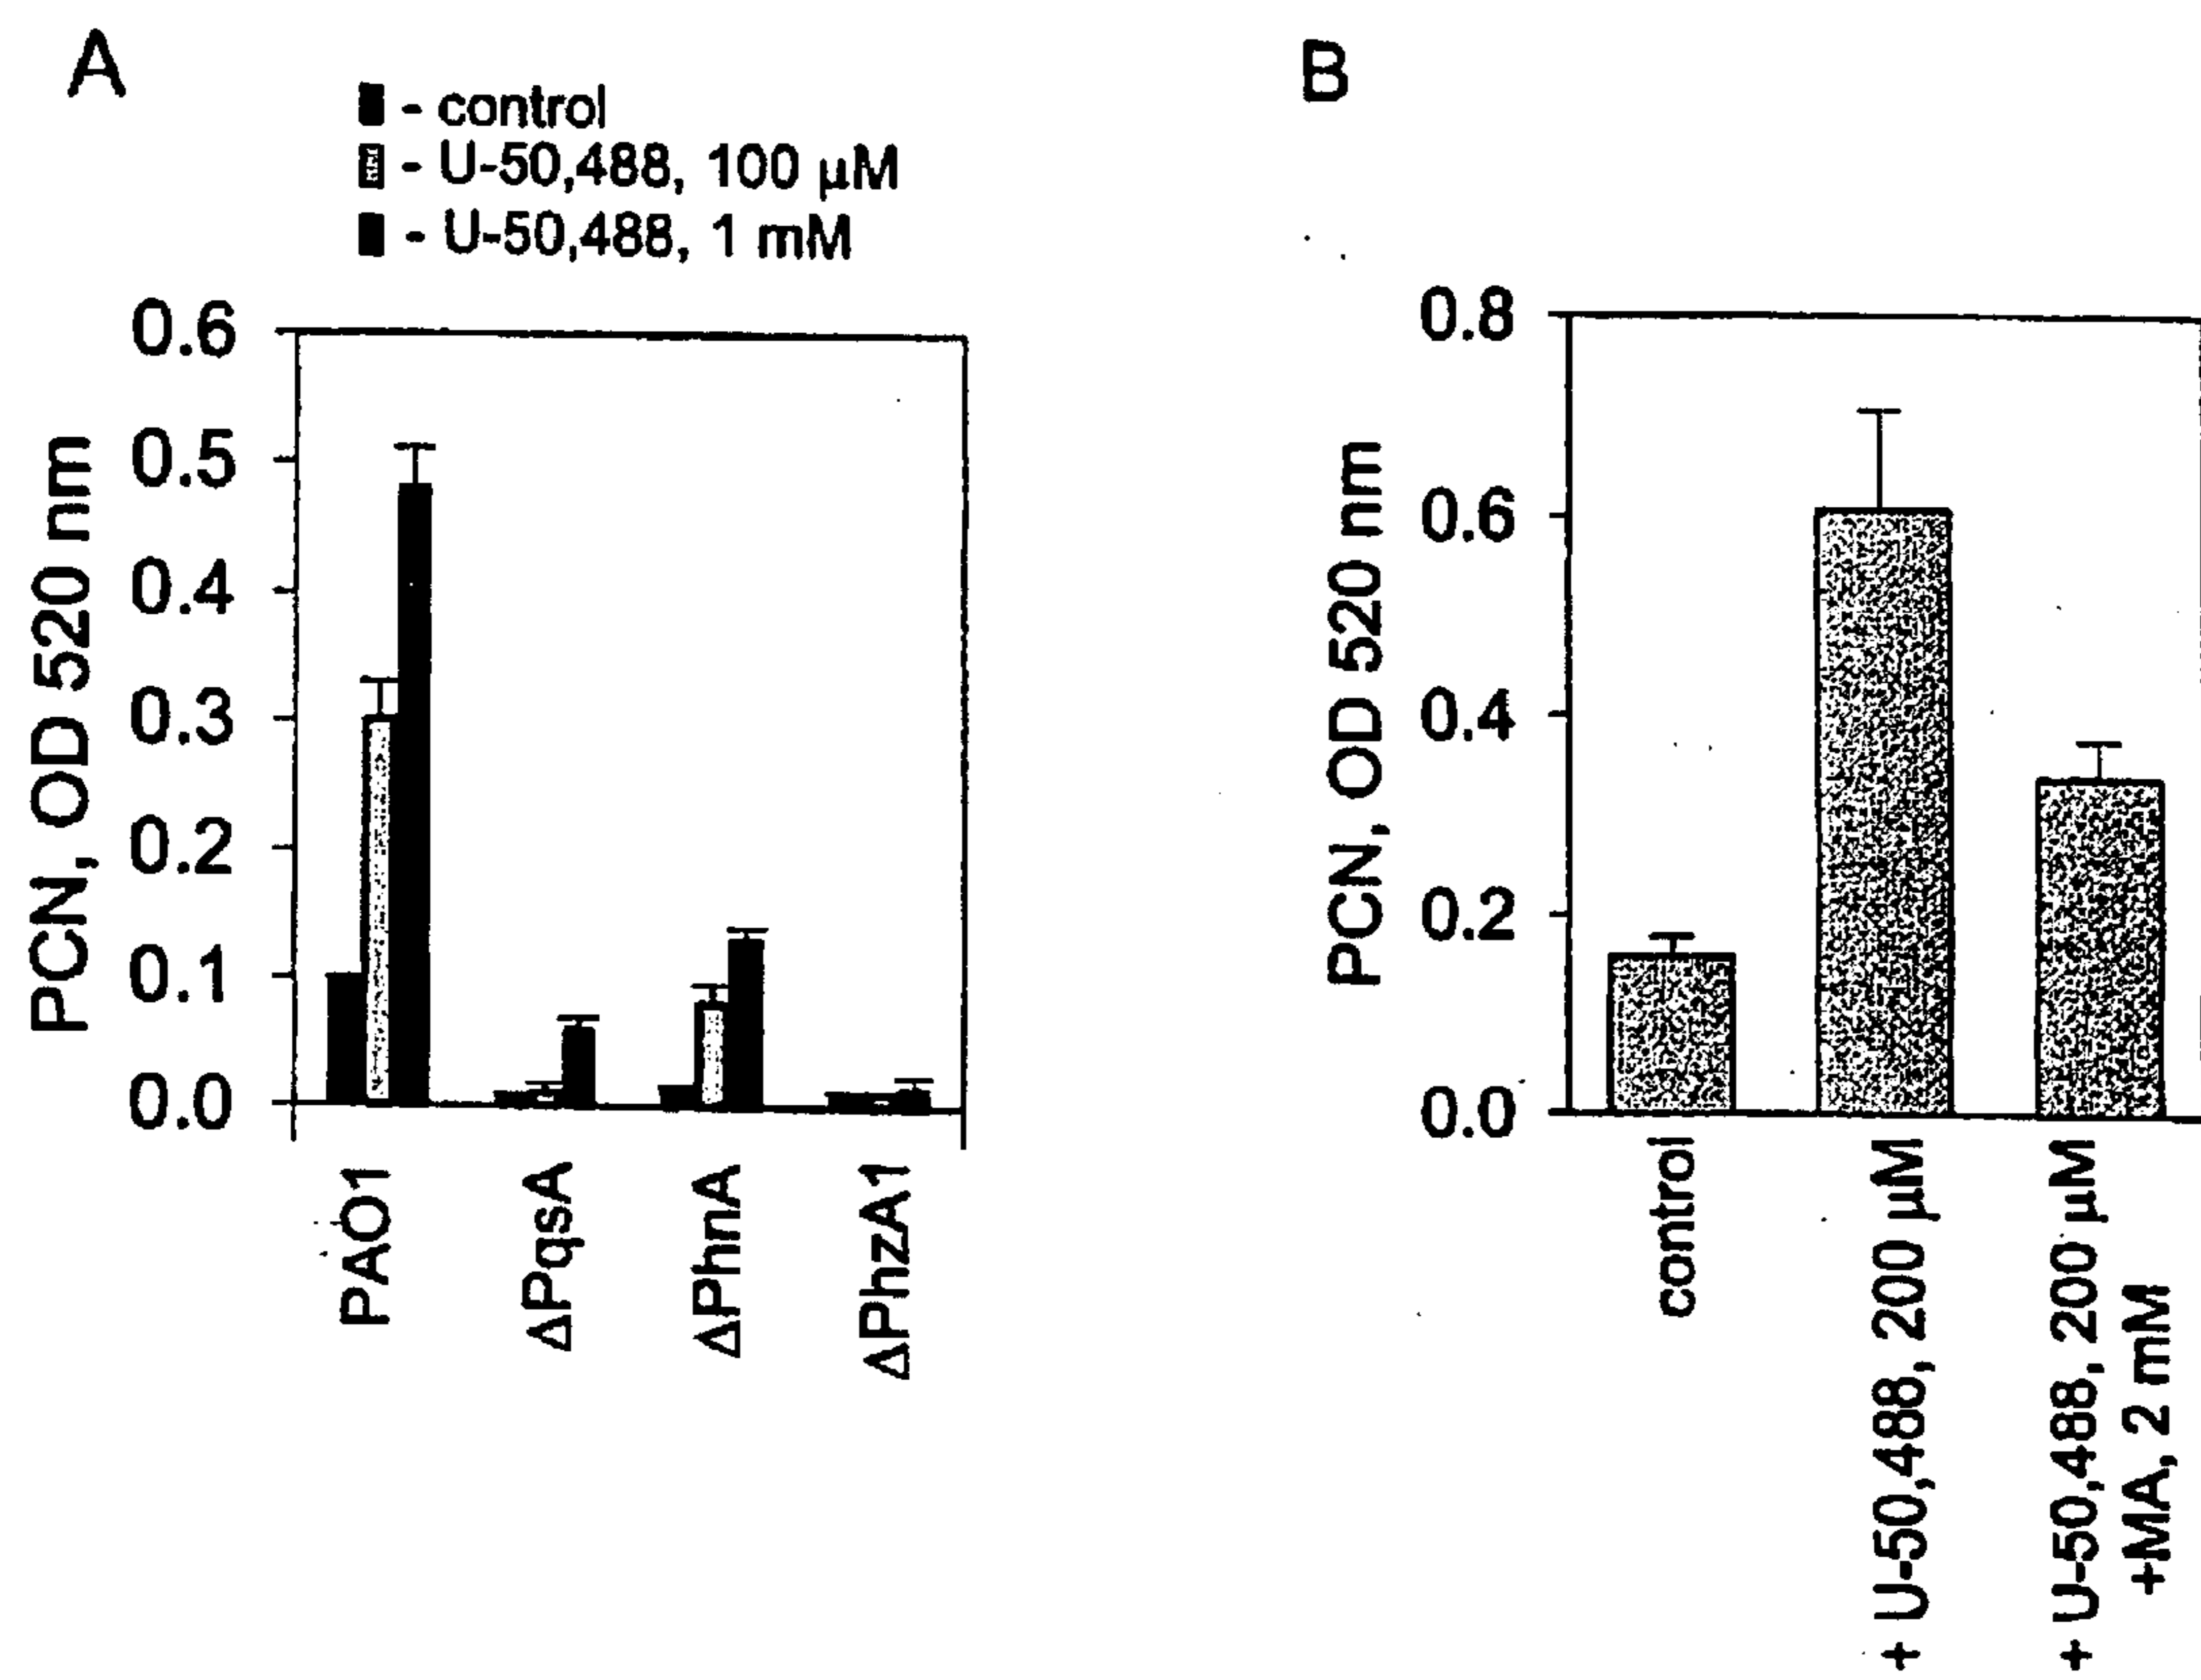 A
- control
- U-50,488, 100 µM
- U-50,488, 1 mM
PCN, OD 520 nm
0.6
0.5
0.4
0.3
0.2
0.1
0.0
PAO1
ΔPqsA
ΔPhnA
ΔPhzA1
B
PCN, OD 520 nm
0.8
0.6
0.4
0.2
0.0
control
+ U-50,488, 200 µM
+ U-50,488, 200 µM
+MA, 2 mM